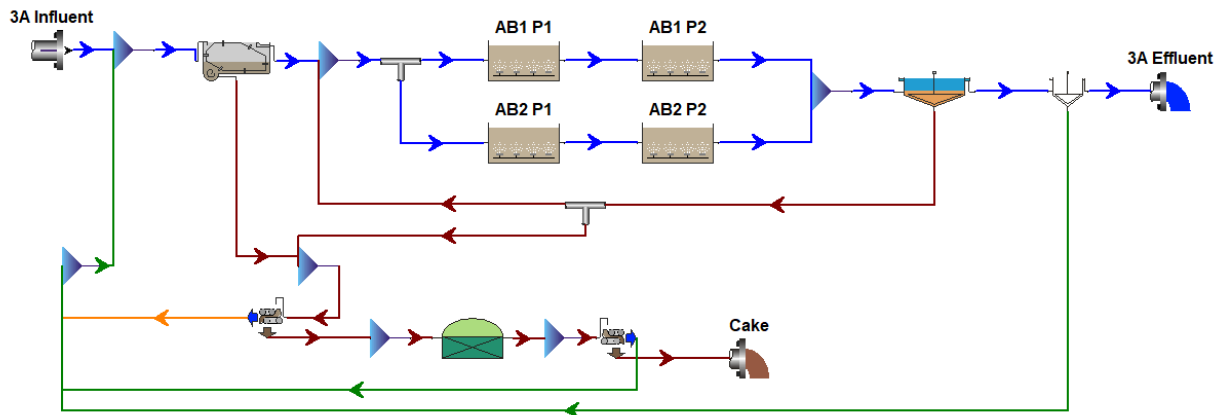 3A Influent
AB1 P1
AB1 P2
3A Effluent
AB2 P1
AB2 P2
Cake